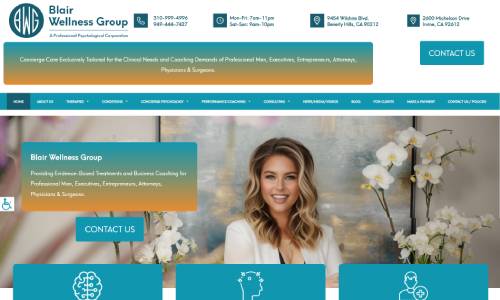 Blair
Wellness Group
A Professional Psychological Corporation
BWG
310-999-4996
949-444-7407
Mon-Fri: 7am-11pm
Sat-Sun: 9am-10pm
9454 Wilshire Blvd.
Beverly Hills, CA 90212
2600 Michelson Drive
Irvine, CA 92612
CONTACT US
Concierge Care Exclusively Tailored for the Clinical Needs and Coaching Demands of Professional Men, Executives, Entrepreneurs, Attorneys,
Physicians & Surgeons.
HOME ABOUT US THERAPIES CONDITIONS CONCIERGE PSYCHOLOGY PERFORMANCE COACHING CONSULTING NEWS/MEDIA/VIDEOS BLOG FOR CLIENTS MAKE A PAYMENT CONTACT US / POLICIES
Blair Wellness Group
Providing Evidence-Based Treatments and Business Coaching for
Professional Men, Executives, Entrepreneurs, Attorneys,
Physicians & Surgeons.
CONTACT US